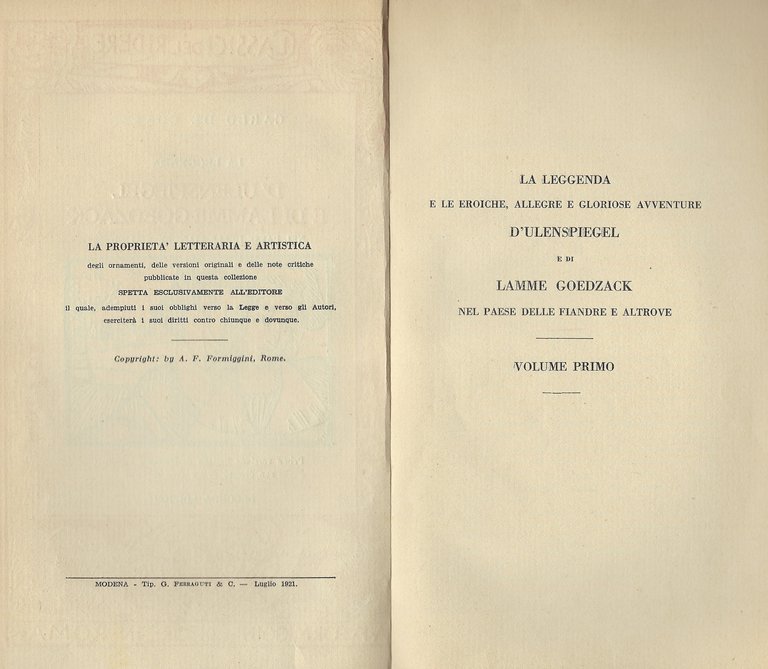 LA PROPRIETA' LETTERARIA E ARTISTICA
degli ornamenti, delle versioni originali e delle note critiche
pubblicate in questa collezione
SPETTA ESCLUSIVAMENTE ALL'EDITORE
il quale, adempiuti i suoi obblighi verso la Legge e verso gli Autori,
eserciterà i suoi diritti contro chiunque e dovunque.
Copyright: by A. F. Formiggini, Rome.
MODENA - Tip. G. FERRAGUTI & C. — Luglio 1921.
LA LEGGENDA
E LE EROICHE, ALLEGRE E GLORIOSE AVVENTURE
D'ULENSPIEGEL
E DI
LAMME GOEDZACK
NEL PAESE DELLE FIANDRE E ALTROVE
VOLUME PRIMO